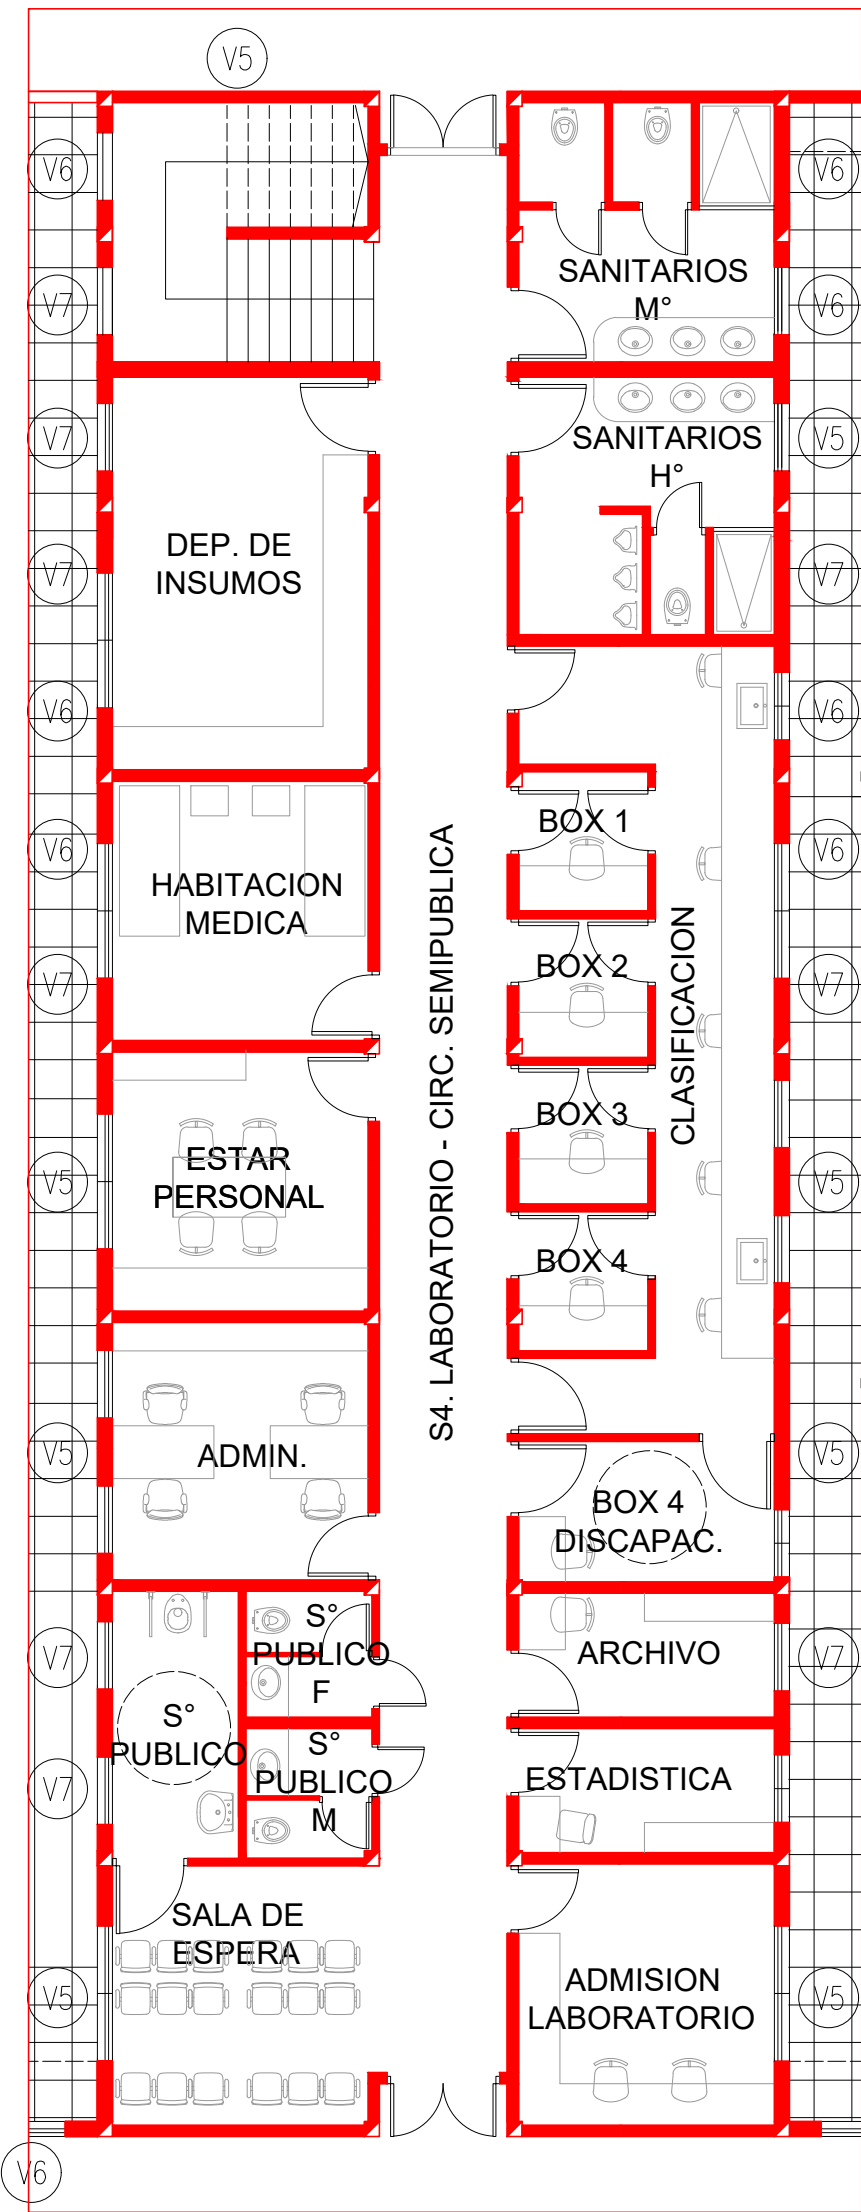 V5
V6
V6
V7
SANITARIOS
M°
V6
V7
SANITARIOS
H°
V5
DEP. DE
INSUMOS
V7
V7
V6
V6
BOX 1
V6
HABITACION
MEDICA
V6
BOX 2
V7
V7
CLASIFICACION
S4. LABORATORIO - CIRC. SEMIPUBLICA
BOX 3
ESTAR
PERSONAL
V5
V5
BOX 4
V5
ADMIN.
V5
BOX 4
DISCAPAC.
S°
PUBLICO
F
V7
ARCHIVO
V7
S°
PUBLICO
S°
PUBLICO
M
V7
ESTADISTICA
SALA DE
ESPERA
V5
ADMISION
LABORATORIO
V5
V6